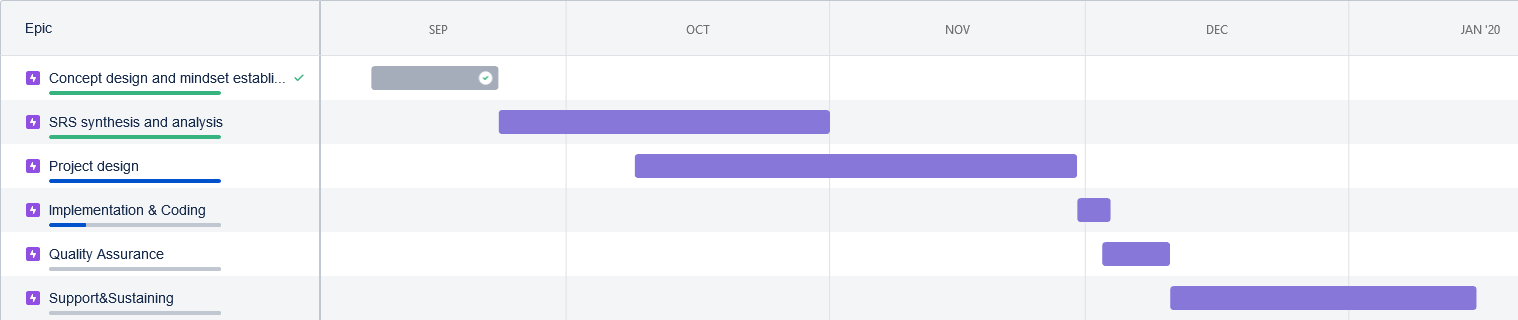 Epic
SEP
OCT
NOV
DEC
JAN '20
Concept design and mindset establi...
SRS synthesis and analysis
Project design
Implementation & Coding
Quality Assurance
Support&Sustaining